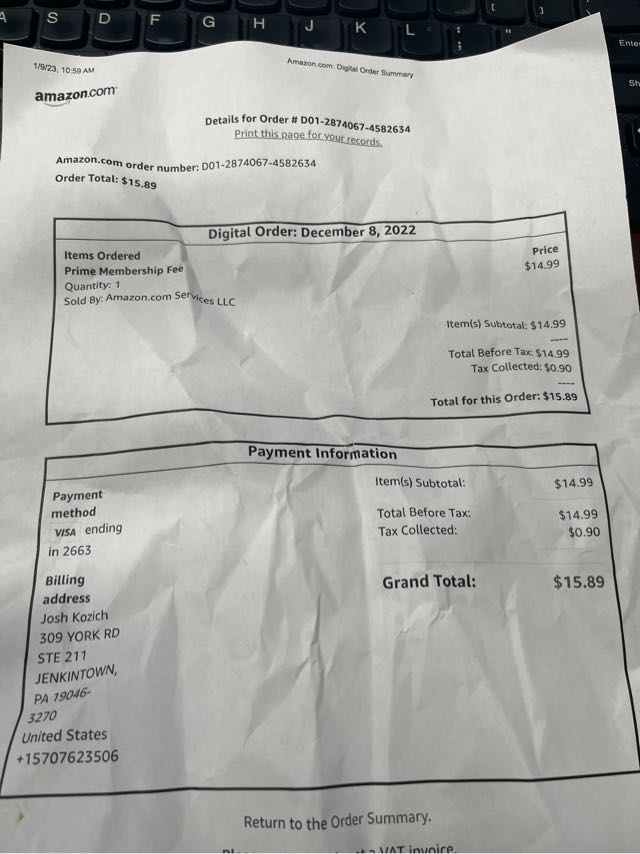 A S D F G H J K L : ; " Enter
1/9/23, 10:59 AM
Amazon.com: Digital Order Summary
amazon.com
Details for Order # D01-2874067-4582634
Print this page for your records.
Amazon.com order number: D01-2874067-4582634
Order Total: $15.89
Digital Order: December 8, 2022
Items Ordered Price
Prime Membership Fee $14.99
Quantity: 1
Sold By: Amazon.com Services LLC
Item(s) Subtotal: $14.99
----
Total Before Tax: $14.99
Tax Collected: $0.90
----
Total for this Order: $15.89
Payment Information
Payment
method
VISA ending
in 2663
Billing
address
Josh Kozich
309 YORK RD
STE 211
JENKINTOWN,
PA 19046-
3270
United States
+15707623506
Item(s) Subtotal: $14.99
Total Before Tax: $14.99
Tax Collected: $0.90
Grand Total: $15.89
Return to the Order Summary.
a VAT invoice.